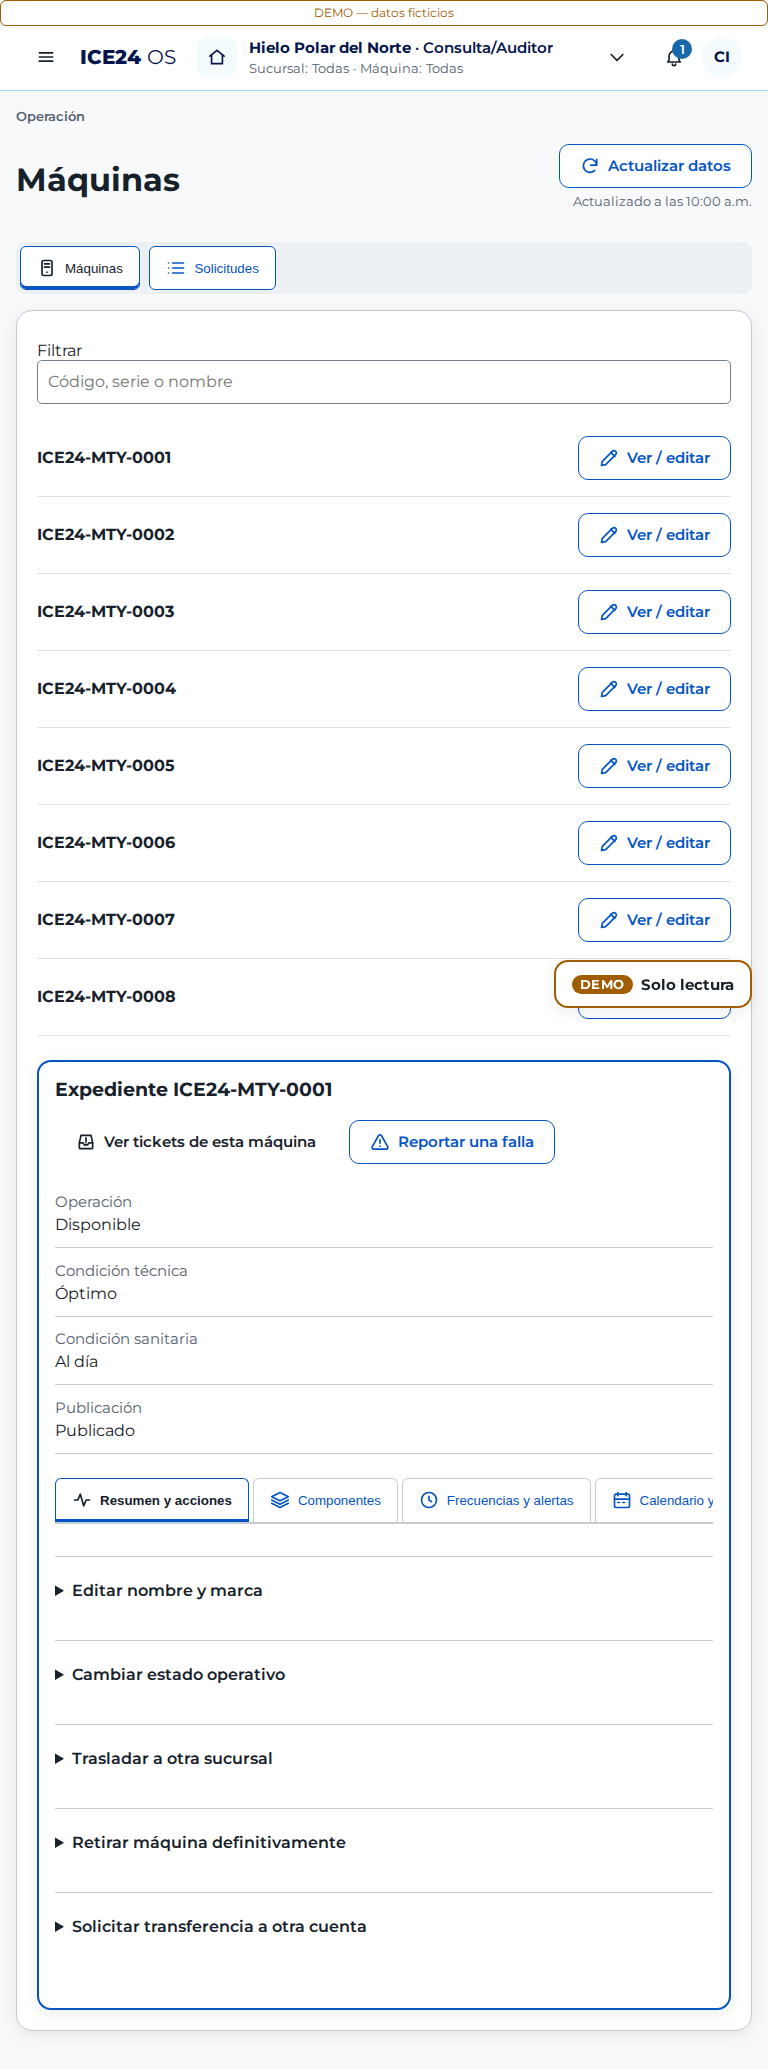 DEMO — datos ficticios
ICE24 OS
Hielo Polar del Norte · Consulta/Auditor
Sucursal: Todas · Máquina: Todas
1
CI
Operación
Máquinas
Actualizar datos
Actualizado a las 10:00 a.m.
Máquinas
Solicitudes
Filtrar
Código, serie o nombre
ICE24-MTY-0001
Ver / editar
ICE24-MTY-0002
Ver / editar
ICE24-MTY-0003
Ver / editar
ICE24-MTY-0004
Ver / editar
ICE24-MTY-0005
Ver / editar
ICE24-MTY-0006
Ver / editar
ICE24-MTY-0007
Ver / editar
ICE24-MTY-0008
DEMO Solo lectura
Expediente ICE24-MTY-0001
Ver tickets de esta máquina
Reportar una falla
Operación
Disponible
Condición técnica
Óptimo
Condición sanitaria
Al día
Publicación
Publicado
Resumen y acciones
Componentes
Frecuencias y alertas
Calendario y
Editar nombre y marca
Cambiar estado operativo
Trasladar a otra sucursal
Retirar máquina definitivamente
Solicitar transferencia a otra cuenta